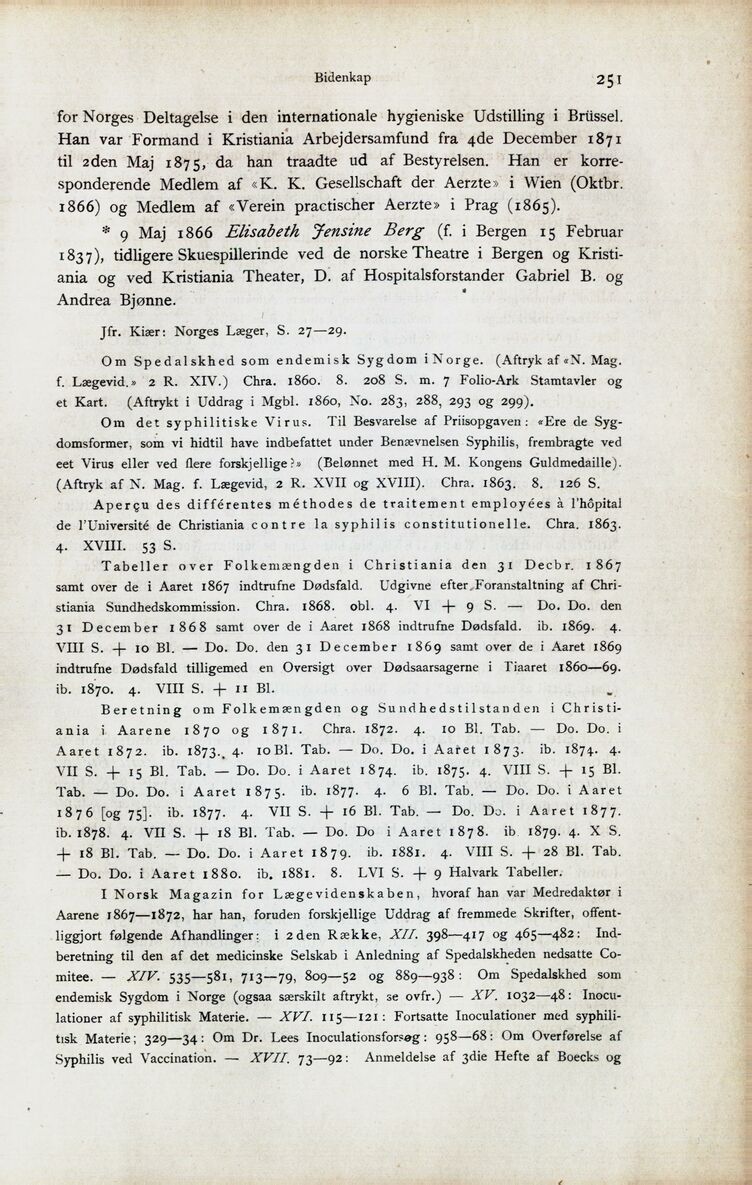 Bidenkap 251
for Norges Deltagelse i den internationale hygieniske Udstilling i Brüssel.
Han var Formand i Kristiania Arbejdersamfund fra 4de December 1871
til 2den Maj 1875, da han traadte ud af Bestyrelsen. Han er korre-
sponderende Medlem af «K. K. Gesellschaft der Aerzte» i Wien (Oktbr.
1866) og Medlem af «Verein practischer Aerzte» i Prag (1865).
* 9 Maj 1866 Elisabeth Jensine Berg (f. i Bergen 15 Februar
1837), tidligere Skuespillerinde ved de norske Theatre i Bergen og Kristi-
ania og ved Kristiania Theater, D. af Hospitalsforstander Gabriel B. og
Andrea Bjønne.
Jfr. Kiær: Norges Læger, S. 27—29.
Om Spedalskhed som endemisk Sygdom i Norge. (Aftryk af «N. Mag.
f. Lægevid.» 2 R. XIV.) Chra. 1860. 8. 208 S. m. 7 Folio-Ark Stamtavler og
et Kart. (Aftrykt i Uddrag i Mgbl. 1860, No. 283, 288, 293 og 299).
Om det syphilitiske Virus. Til Besvarelse af Priisopgaven: «Ere de Syg-
domsformer, som vi hidtil have indbefattet under Benævnelsen Syphilis, frembragte ved
eet Virus eller ved flere forskjellige?» (Belønnet med H. M. Kongens Guldmedaille).
(Aftryk af N. Mag. f. Lægevid, 2 R. XVII og XVIII). Chra. 1863. 8. 126 S.
Aperçu des différentes méthodes de traitement employées à l'hôpital
de l'Université de Christiania contre la syphilis constitutionelle. Chra. 1863.
4. XVIII. 53 S.
Tabeller over Folkemængden i Christiania den 31 Decbr. 1867
samt over de i Aaret 1867 indtrufne Dødsfald. Udgivne efter Foranstaltning af Chri-
stiania Sundhedskommission. Chra. 1868. obl. 4. VI + 9 S. — Do. Do. den
31 December 1868 samt over de i Aaret 1868 indtrufne Dødsfald. ib. 1869. 4.
VIII S. + 10 Bl. — Do. Do. den 31 December 1869 samt over de i Aaret 1869
indtrufne Dødsfald tilligemed en Oversigt over Dødsaarsagerne i Tiaaret 1860—69.
ib. 1870. 4. VIII S. + 11 Bl.
Beretning om Folkemængden og Sundhedstilstanden i Christi-
ania i Aarene 1870 og 1871. Chra. 1872. 4. 10 Bl. Tab. — Do. Do. i
Aaret 1872. ib. 1873. 4. 10 Bl. Tab. — Do. Do. i Aaret 1873. ib. 1874. 4.
VII S. + 15 Bl. Tab. — Do. Do. i Aaret 1874. ib. 1875. 4. VIII S. + 15 Bl.
Tab. — Do. Do. i Aaret 1875. ib. 1877. 4. 6 Bl. Tab. — Do. Do. i Aaret
1876 [og 75]. ib. 1877. 4. VII S. + 16 Bl. Tab. — Do. Do. i Aaret 1877.
ib. 1878. 4. VII S. + 18 Bl. Tab. — Do. Do i Aaret 1878. ib 1879. 4. X S.
+ 18 Bl. Tab. — Do. Do. i Aaret 1879. ib. 1881. 4. VIII S. + 28 Bl. Tab.
— Do. Do. i Aaret 1880. ib. 1881. 8. LVI S. + 9 Halvark Tabeller.
I Norsk Magazin for Lægevidenskaben, hvoraf han var Medredaktør i
Aarene 1867—1872, har han, foruden forskjellige Uddrag af fremmede Skrifter, offent-
liggjort følgende Afhandlinger: i 2den Række, XII. 398—417 og 465—482: Ind-
beretning til den af det medicinske Selskab i Anledning af Spedalskheden nedsatte Co-
mitee. — XIV. 535—581, 713—79, 809—52 og 889—938: Om Spedalskhed som
endemisk Sygdom i Norge (ogsaa særskilt aftrykt, se ovfr.) — XV. 1032—48: Inocu-
lationer af syphilitisk Materie. — XVI. 115—121: Fortsatte Inoculationer med syphili-
tisk Materie; 329—34: Om Dr. Lees Inoculationsforsøg: 958—68: Om Overførelse af
Syphilis ved Vaccination. — XVII. 73—92: Anmeldelse af 3die Hefte af Boecks og